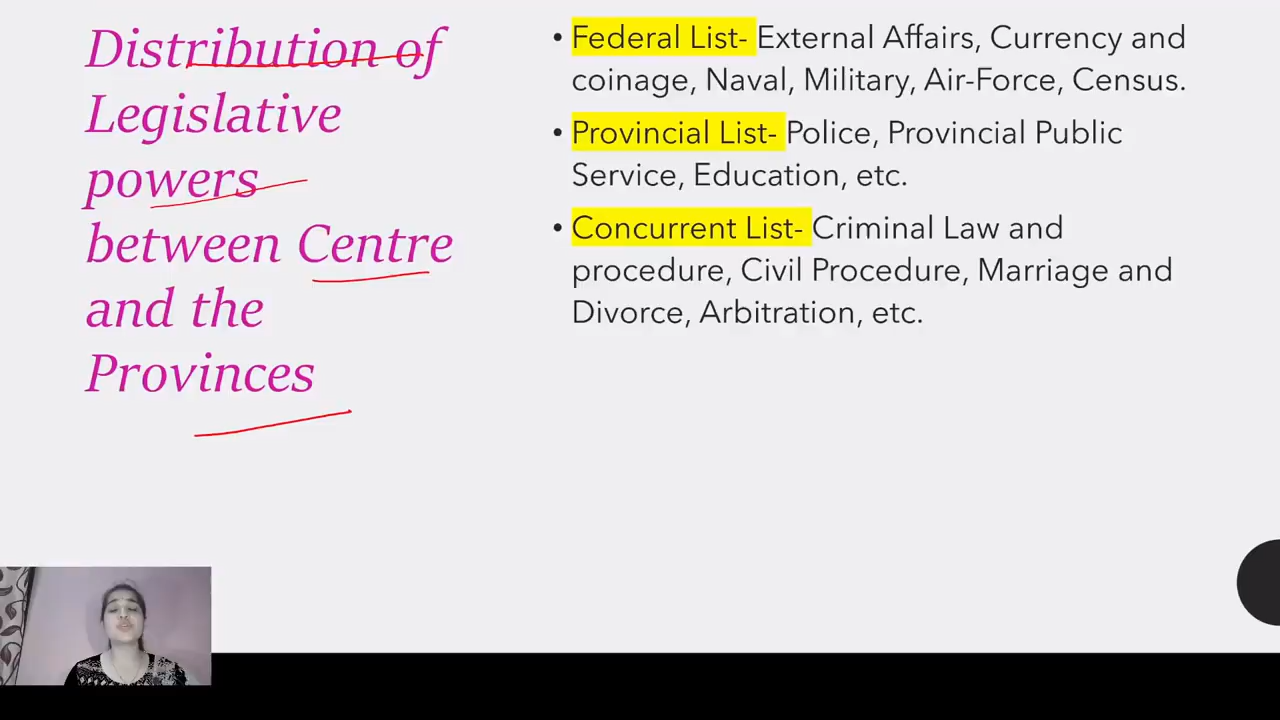 Distribution of
Legislative
powers
between Centre
and the
Provinces
• Federal List- External Affairs, Currency and
coinage, Naval, Military, Air-Force, Census.
• Provincial List- Police, Provincial Public
Service, Education, etc.
• Concurrent List- Criminal Law and
procedure, Civil Procedure, Marriage and
Divorce, Arbitration, etc.